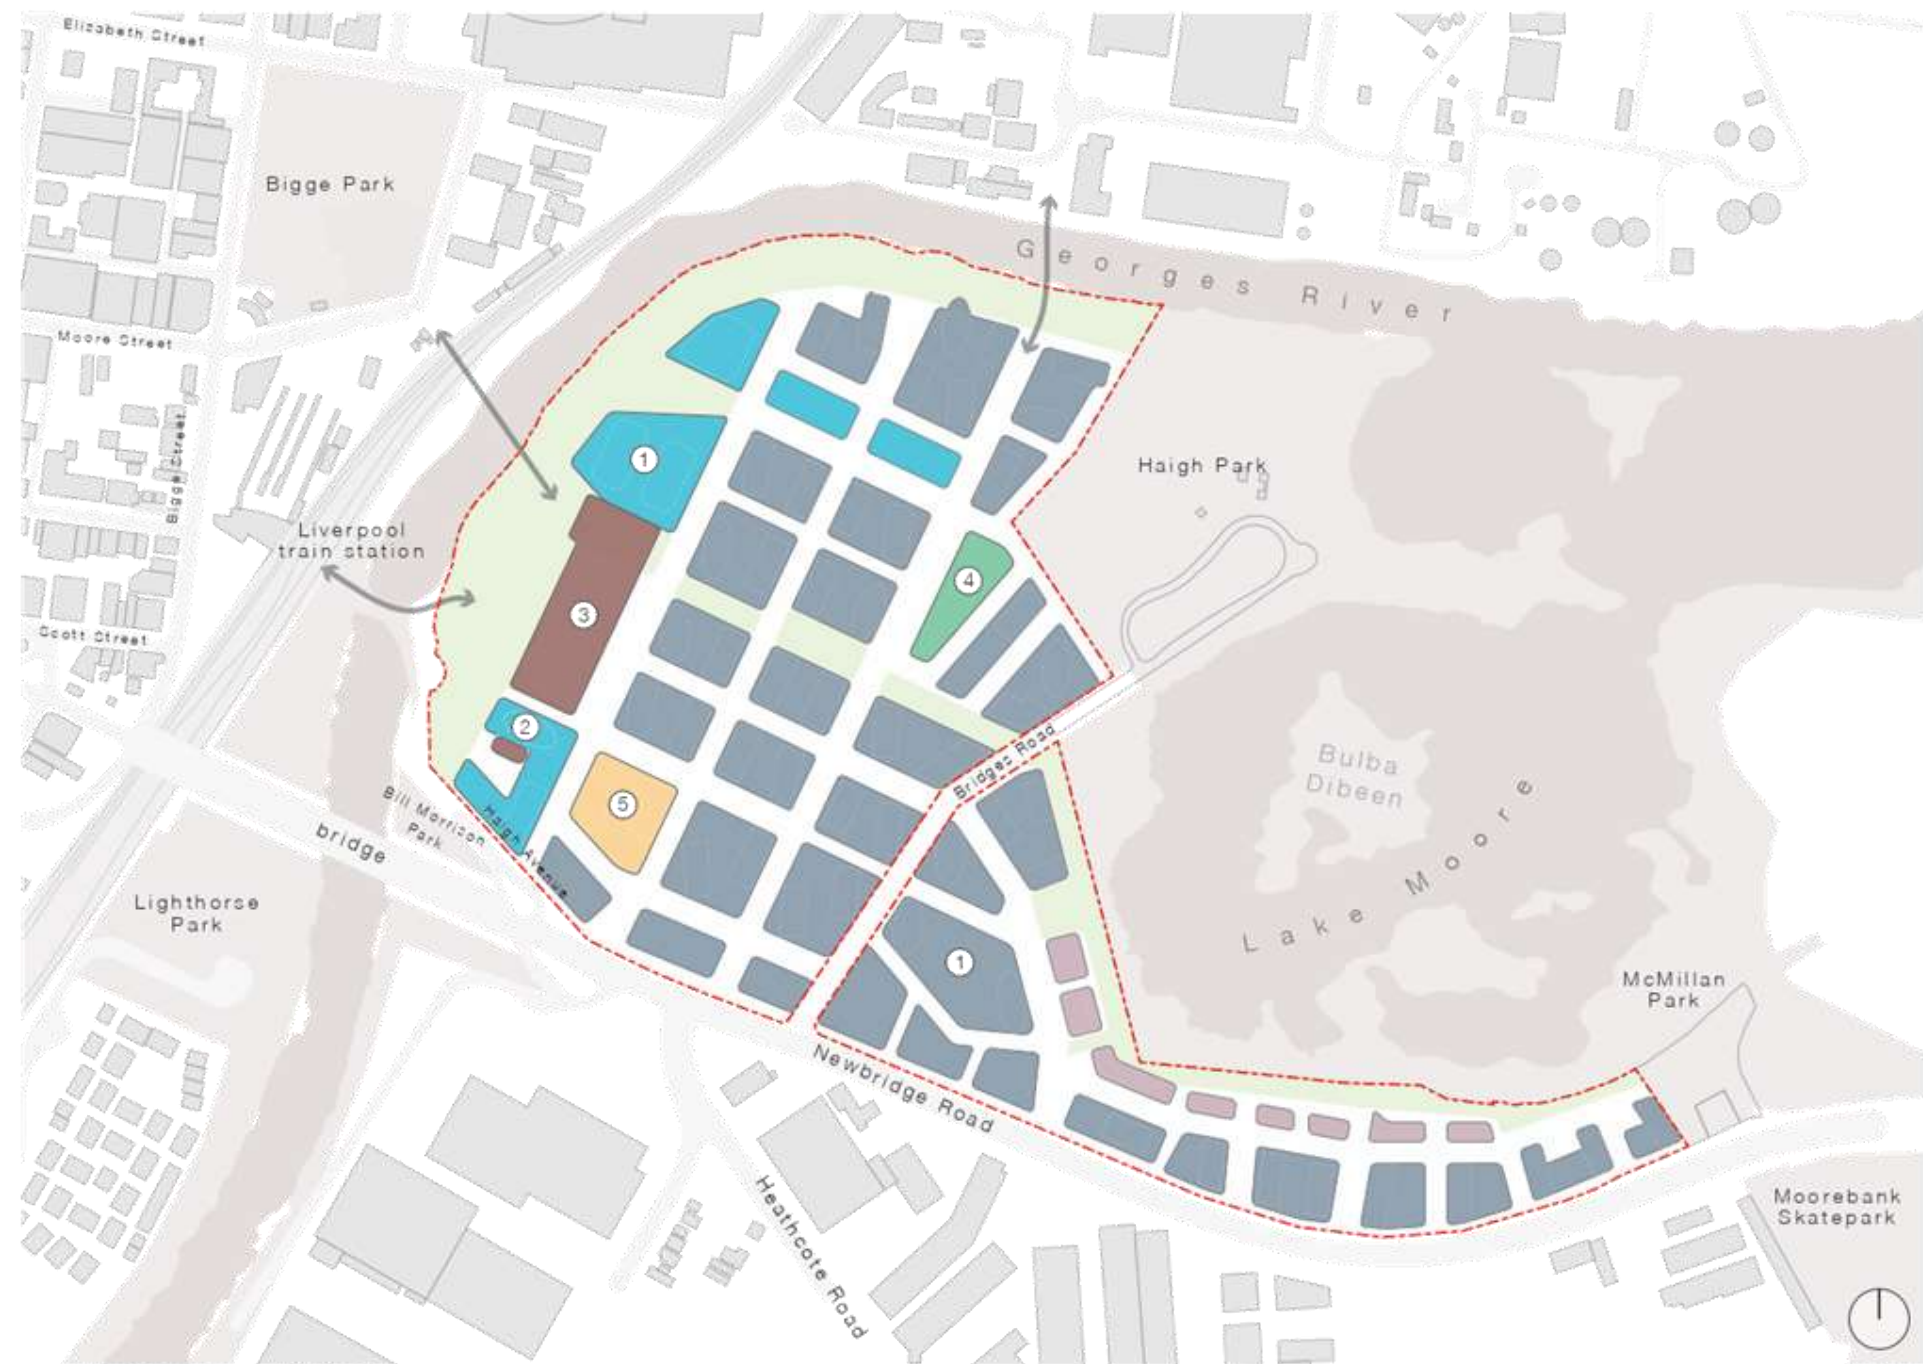 Elizabeth Street
Bigge Park
Georges River
Moore Street
Bigge Street
1
Haigh Park
Liverpool
train station
4
3
Scott Street
2
Bridges Road
Bulba
Dibeen
5
Bill Morrison
Park
Haigh Avenue
bridge
Lake Moore
Lighthorse
Park
1
McMillan
Park
Newbridge Road
Heathcote Road
Moorebank
Skatepark